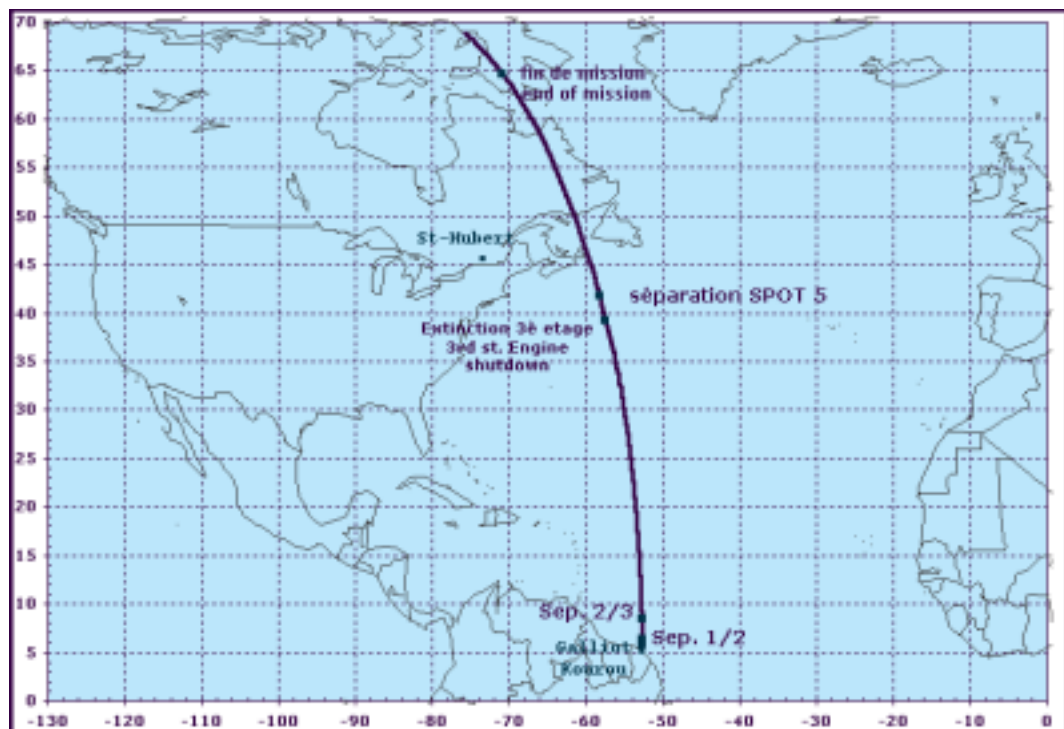 70
65
fin de mission
end of mission
60
55
50
St-Hubert
45
séparation SPOT 5
40
Extinction 3è etage
3rd st. Engine
shutdown
35
30
25
20
15
10
Sep. 2/3
Sep. 1/2
5
Galliot
Kourou
0
-130 -120 -110 -100 -90 -80 -70 -60 -50 -40 -30 -20 -10 0